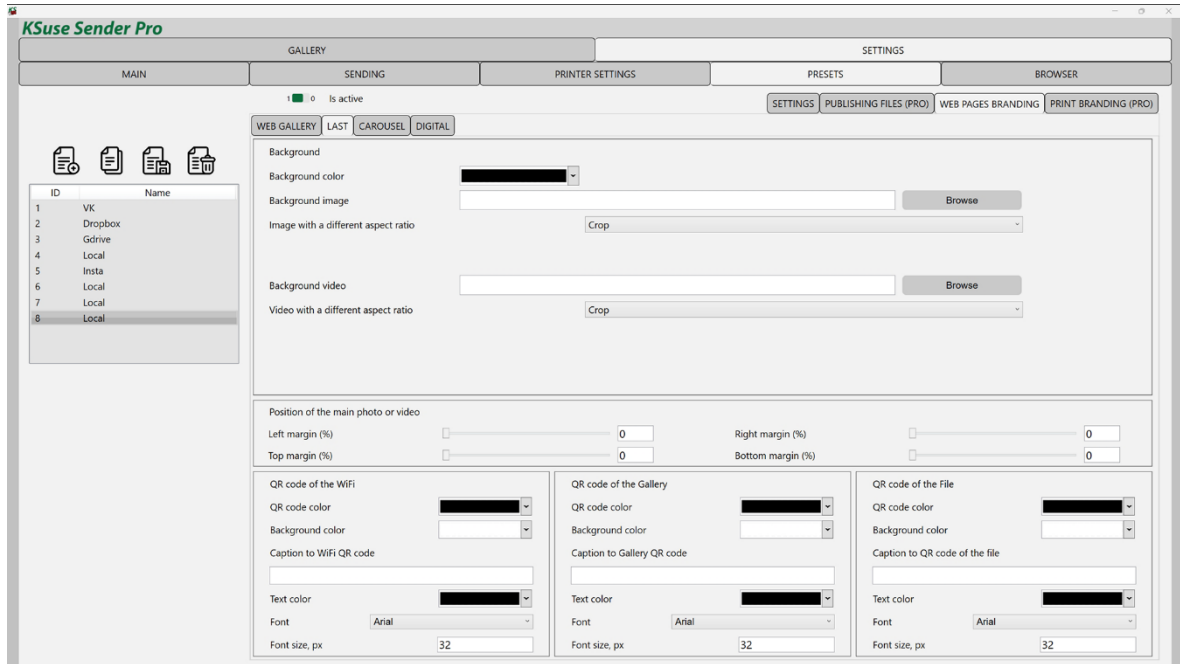 KSuse Sender Pro
GALLERY SETTINGS
MAIN SENDING PRINTER SETTINGS PRESETS BROWSER
1 0 Is active
SETTINGS PUBLISHING FILES (PRO) WEB PAGES BRANDING PRINT BRANDING (PRO)
WEB GALLERY LAST CAROUSEL DIGITAL
ID Name
1 VK
2 Dropbox
3 Gdrive
4 Local
5 Insta
6 Local
7 Local
8 Local
Background
Background color
Background image Browse
Image with a different aspect ratio Crop
Background video Browse
Video with a different aspect ratio Crop
Position of the main photo or video
Left margin (%) 0 Right margin (%) 0
Top margin (%) 0 Bottom margin (%) 0
QR code of the WiFi
QR code color
Background color
Caption to WiFi QR code
Text color
Font Arial
Font size, px 32
QR code of the Gallery
QR code color
Background color
Caption to Gallery QR code
Text color
Font Arial
Font size, px 32
QR code of the File
QR code color
Background color
Caption to QR code of the file
Text color
Font Arial
Font size, px 32